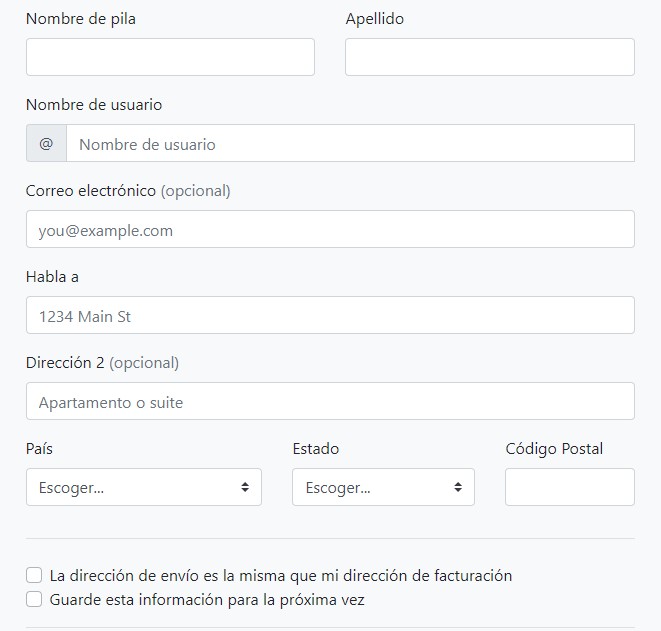 Nombre de pila
Apellido
Nombre de usuario
@ Nombre de usuario
Correo electrónico (opcional)
you@example.com
Habla a
1234 Main St
Dirección 2 (opcional)
Apartamento o suite
País
Estado
Código Postal
Escoger...
Escoger...
La dirección de envío es la misma que mi dirección de facturación
Guarde esta información para la próxima vez